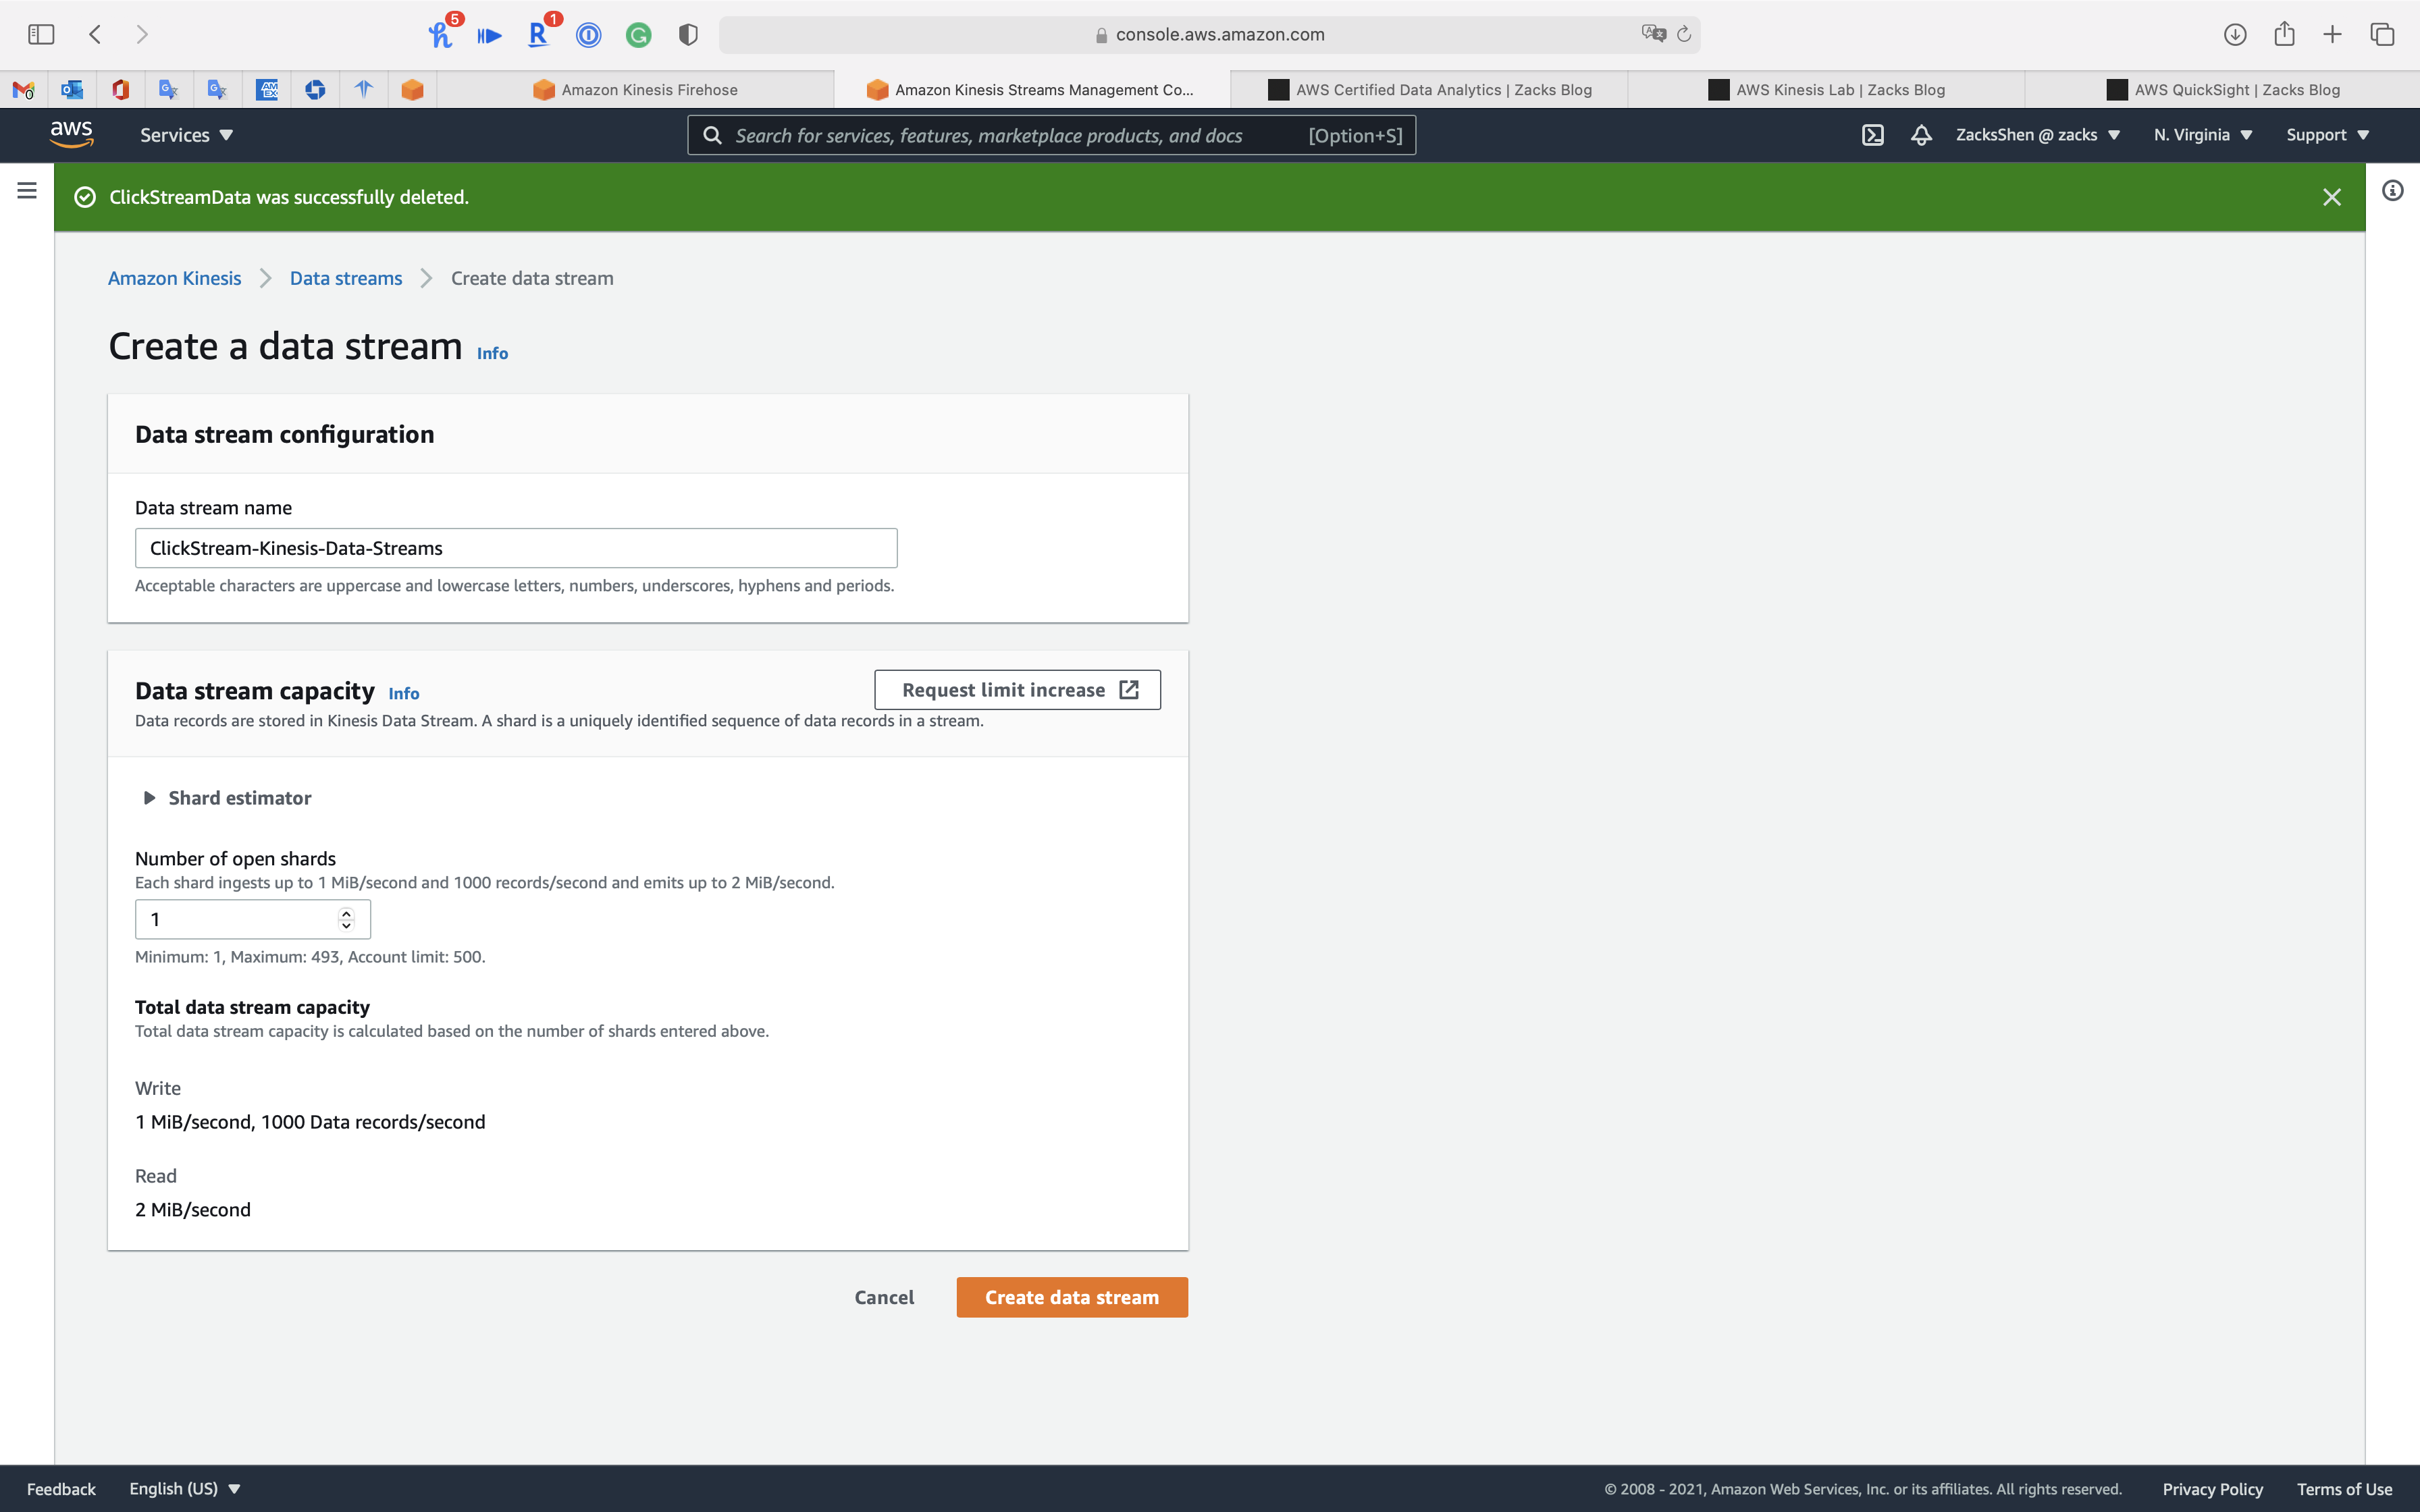 5
1
console.aws.amazon.com
Amazon Kinesis Firehose
Amazon Kinesis Streams Management Co...
AWS Certified Data Analytics | Zacks Blog
AWS Kinesis Lab | Zacks Blog
AWS QuickSight | Zacks Blog
aws
Services
Search for services, features, marketplace products, and docs
[Option+S]
ZacksShen @ zacks
N. Virginia
Support
ClickStreamData was successfully deleted.
Amazon Kinesis
Data streams
Create data stream
Create a data stream
Info
Data stream configuration
Data stream name
ClickStream-Kinesis-Data-Streams
Acceptable characters are uppercase and lowercase letters, numbers, underscores, hyphens and periods.
Data stream capacity
Info
Request limit increase
Data records are stored in Kinesis Data Stream. A shard is a uniquely identified sequence of data records in a stream.
Shard estimator
Number of open shards
Each shard ingests up to 1 MiB/second and 1000 records/second and emits up to 2 MiB/second.
1
Minimum: 1, Maximum: 493, Account limit: 500.
Total data stream capacity
Total data stream capacity is calculated based on the number of shards entered above.
Write
1 MiB/second, 1000 Data records/second
Read
2 MiB/second
Cancel
Create data stream
Feedback
English (US)
© 2008 - 2021, Amazon Web Services, Inc. or its affiliates. All rights reserved.
Privacy Policy
Terms of Use